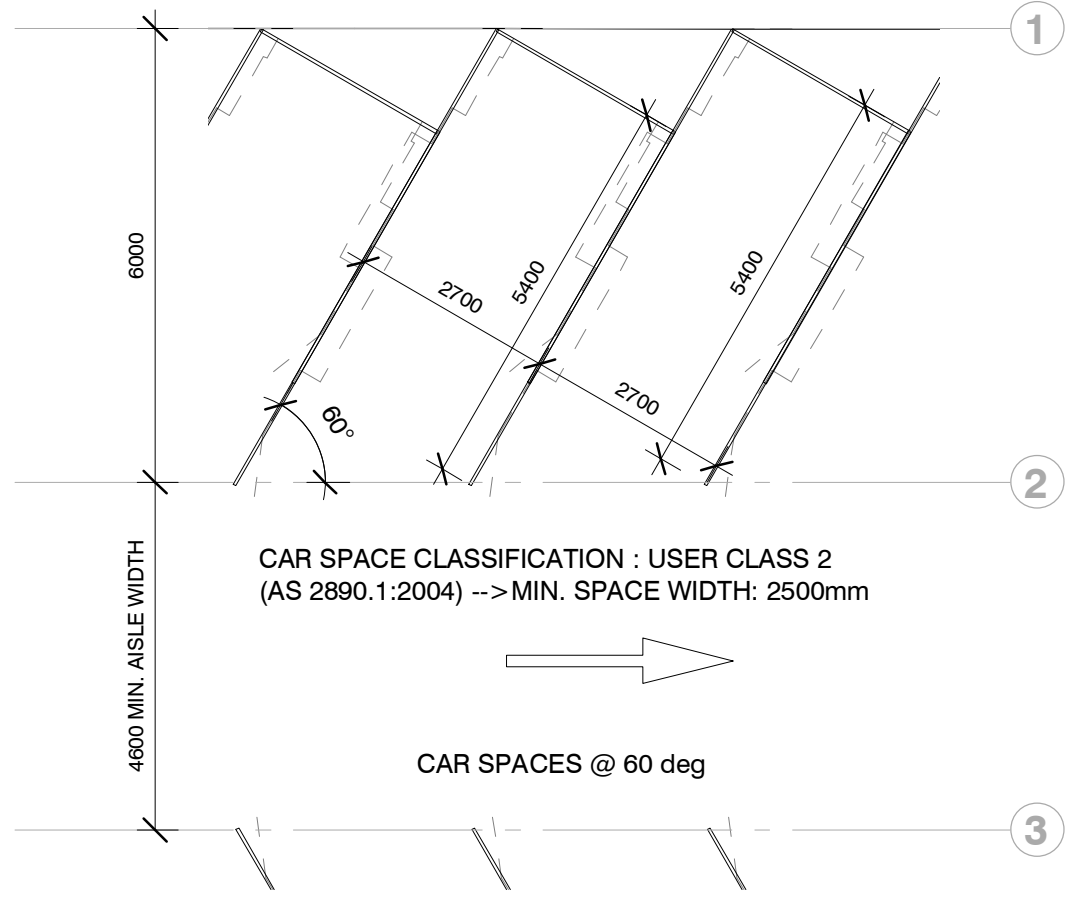 1
6000
2700
5400
5400
2700
60°
2
4600 MIN. AISLE WIDTH
CAR SPACE CLASSIFICATION : USER CLASS 2
(AS 2890.1:2004) -->MIN. SPACE WIDTH: 2500mm
CAR SPACES @ 60 deg
3